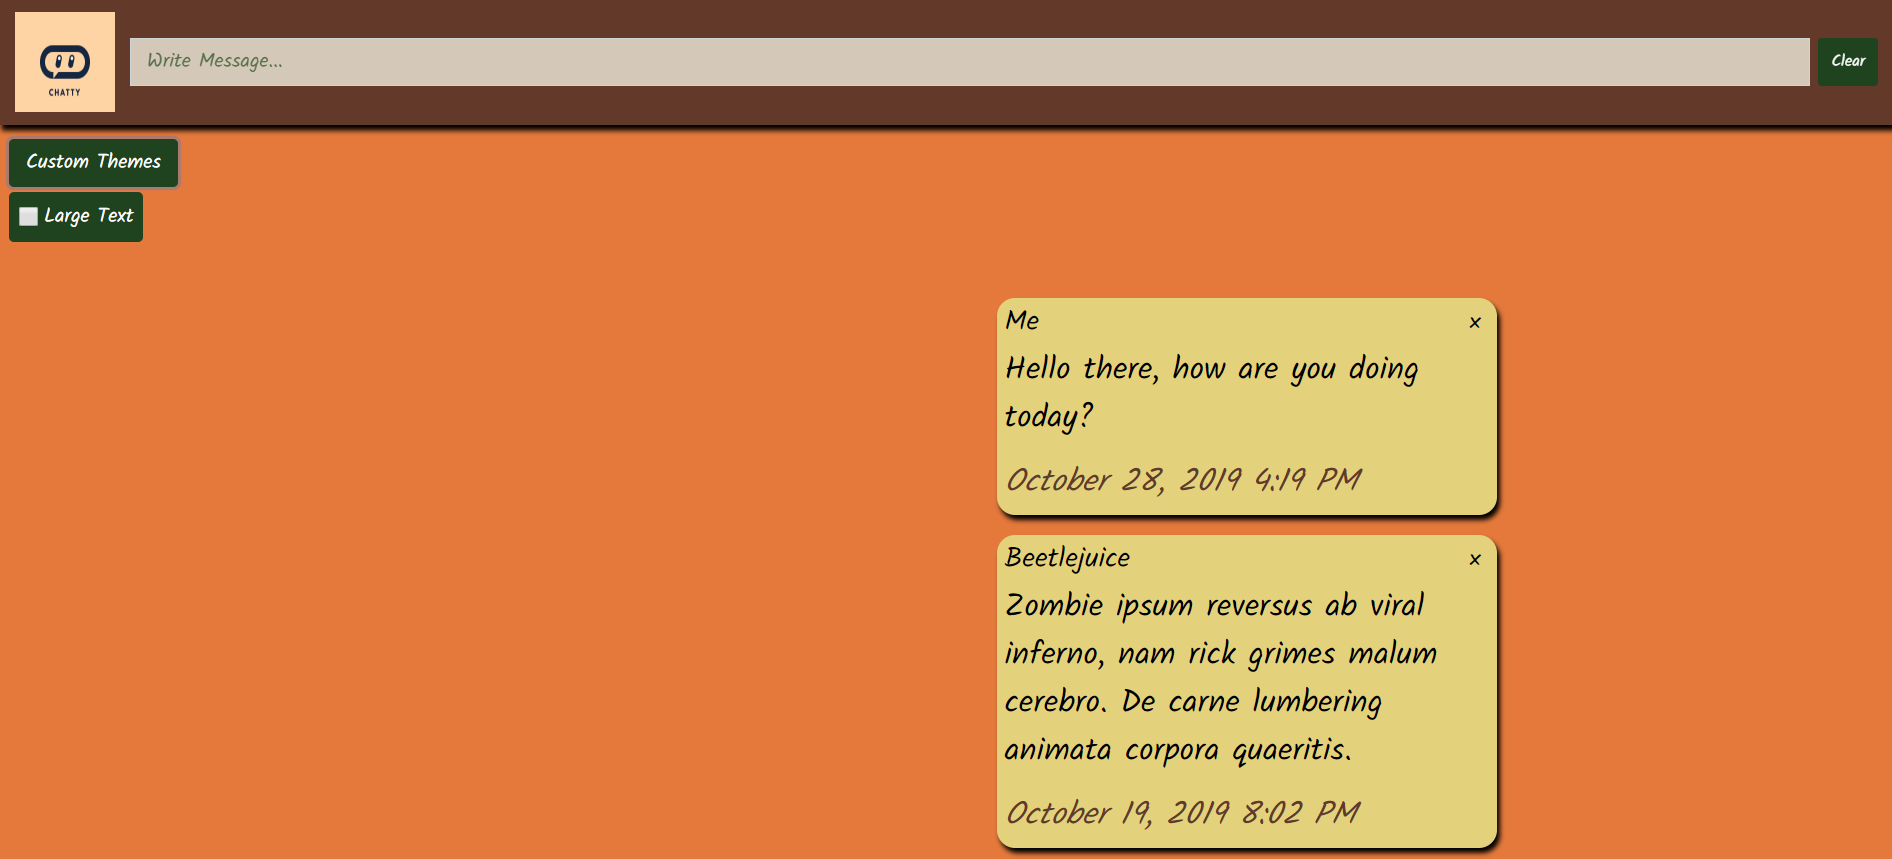 CHATTY
Write Message...
Clear
Custom Themes
Large Text
Me
×
Hello there, how are you doing
today?
October 28, 2019 4:19 PM
Beetlejuice
×
Zombie ipsum reversus ab viral
inferno, nam rick grimes malum
cerebro. De carne lumbering
animata corpora quaeritis.
October 19, 2019 8:02 PM